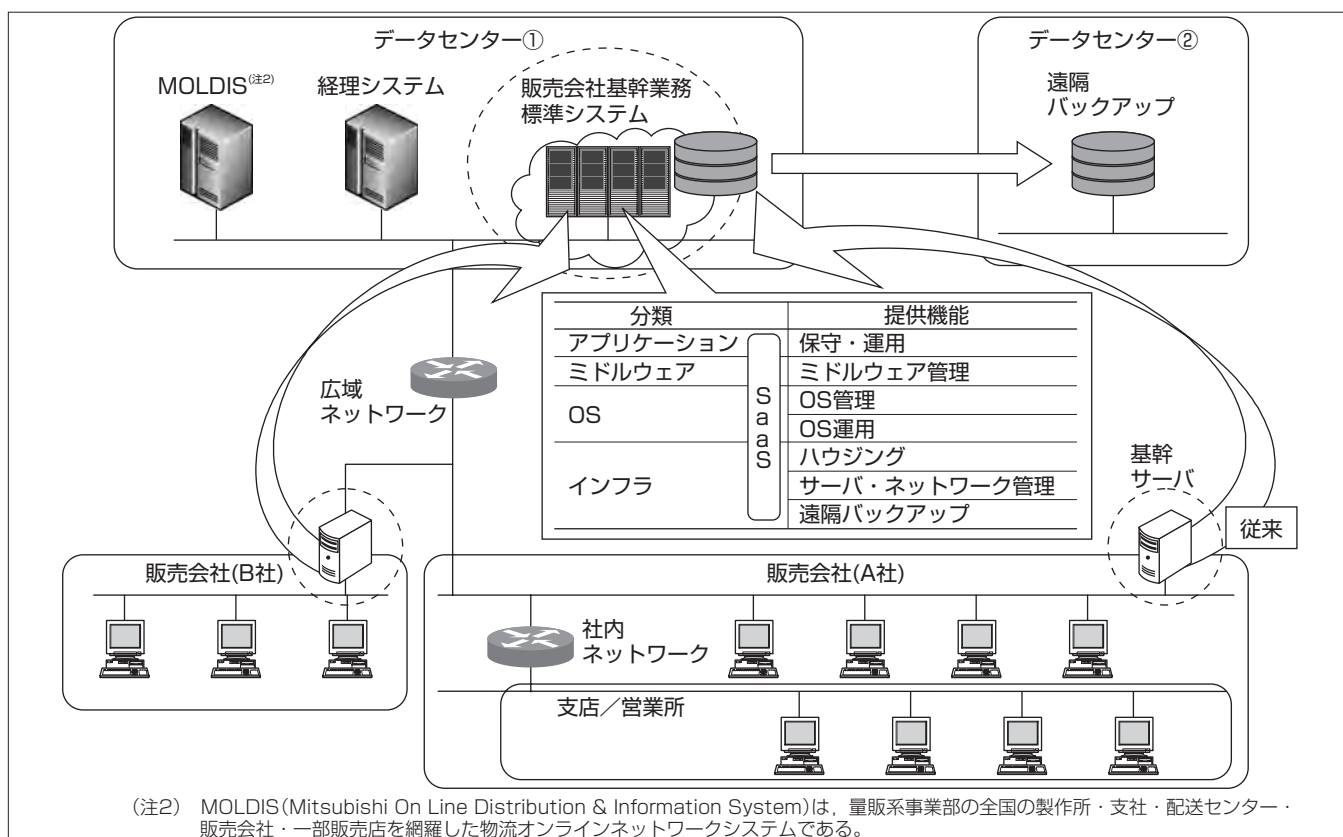 データセンター①
データセンター②
MOLDIS(注2)
経理システム
販売会社基幹業務
標準システム
遠隔
バックアップ
分類 提供機能
アプリケーション 保守・運用
ミドルウェア ミドルウェア管理
OS OS管理
OS運用
インフラ ハウジング
サーバ・ネットワーク管理
遠隔バックアップ
SaaS
広域
ネットワーク
基幹
サーバ
従来
販売会社(B社)
販売会社(A社)
社内
ネットワーク
支店／営業所
(注2) MOLDIS(Mitsubishi On Line Distribution & Information System)は，量販系事業部の全国の製作所・支社・配送センター・
販売会社・一部販売店を網羅した物流オンラインネットワークシステムである。